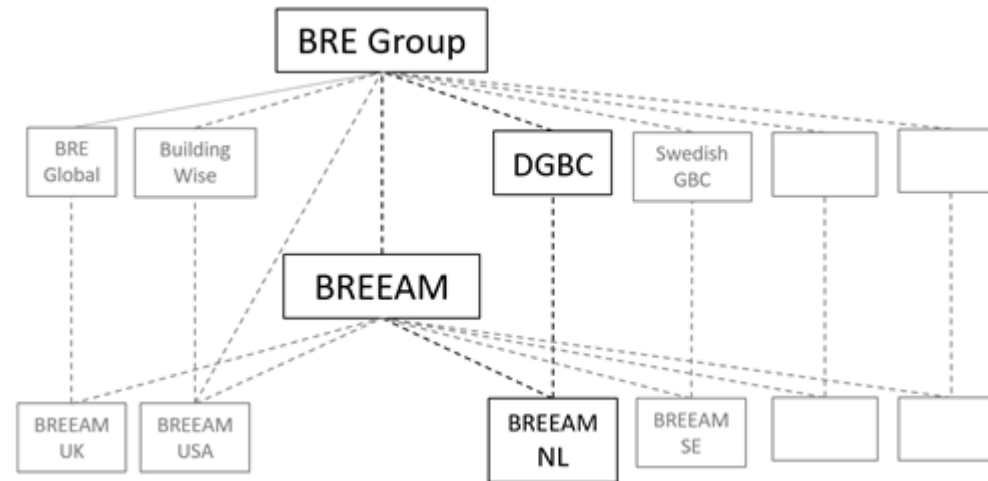 BRE Group
BRE
Global
Building
Wise
DGBC
Swedish
GBC
BREEAM
BREEAM
UK
BREEAM
USA
BREEAM
NL
BREEAM
SE